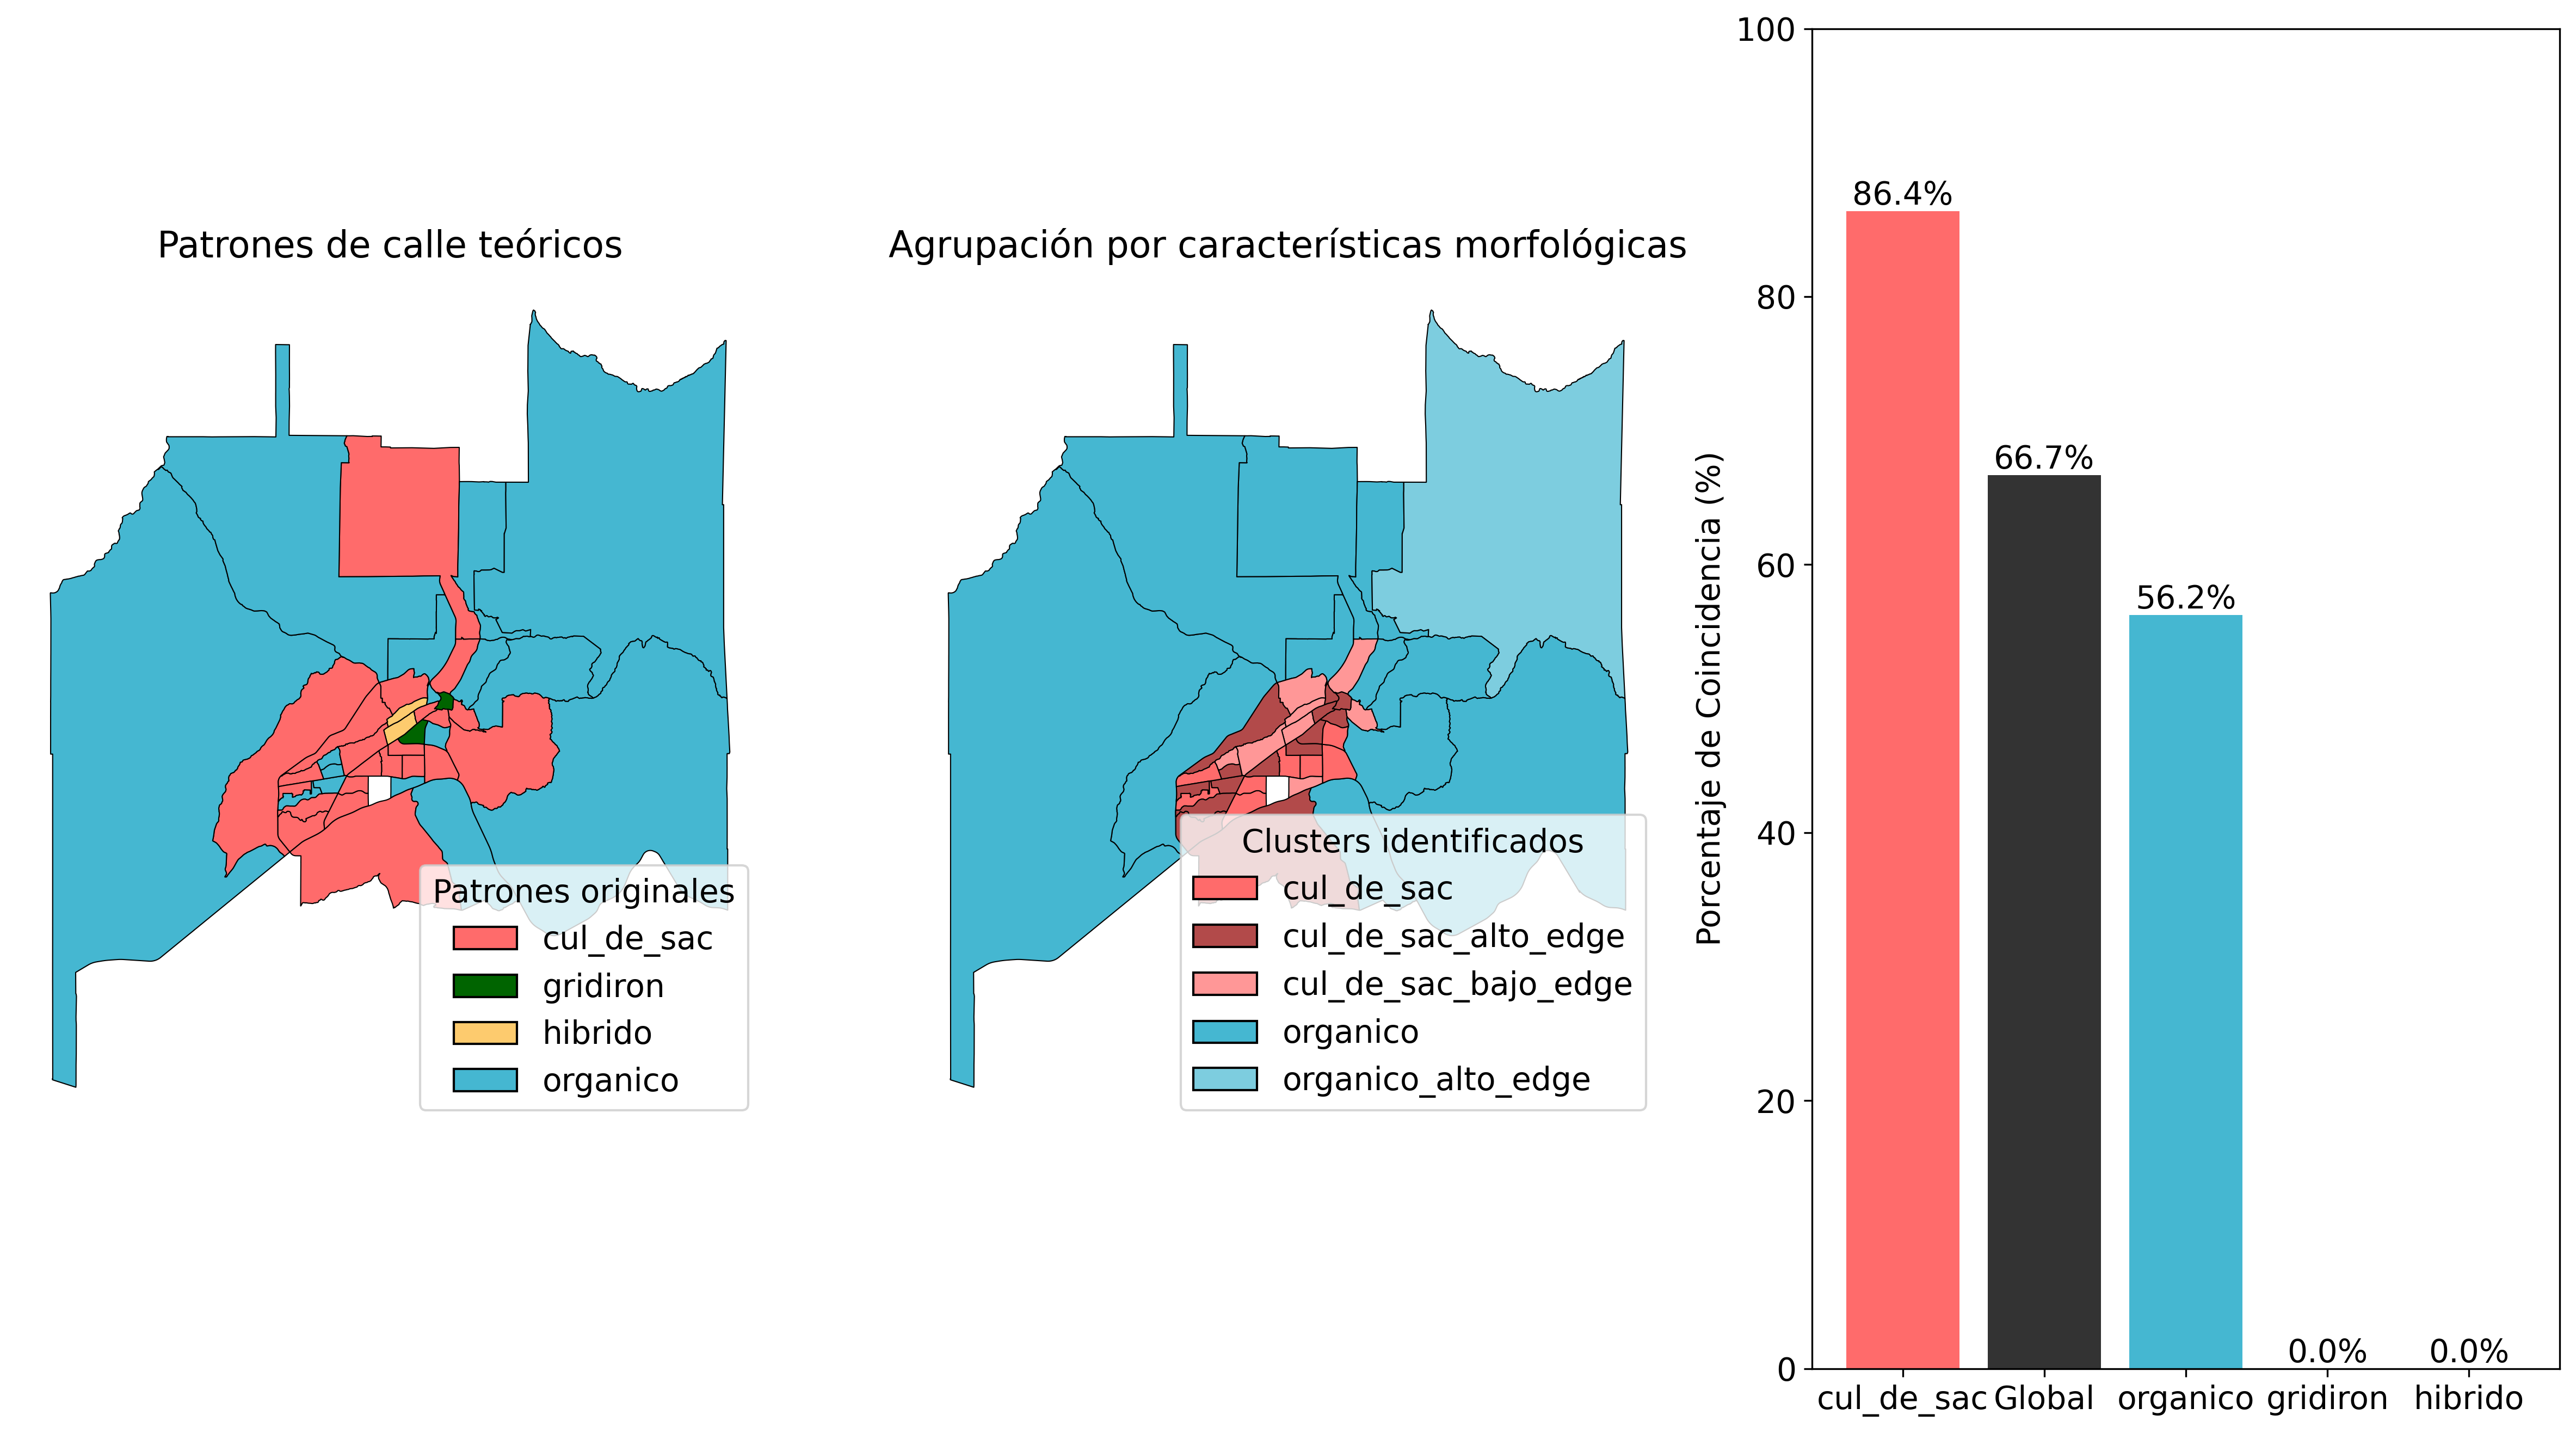 Patrones de calle teóricos
Patrones originales
cul_de_sac
gridiron
hibrido
organico
Agrupación por características morfológicas
Clusters identificados
cul_de_sac
cul_de_sac_alto_edge
cul_de_sac_bajo_edge
organico
organico_alto_edge
Porcentaje de Coincidencia (%)
100
80
60
40
20
0
86.4%
66.7%
56.2%
0.0%
0.0%
cul_de_sac
Global
organico
gridiron
hibrido